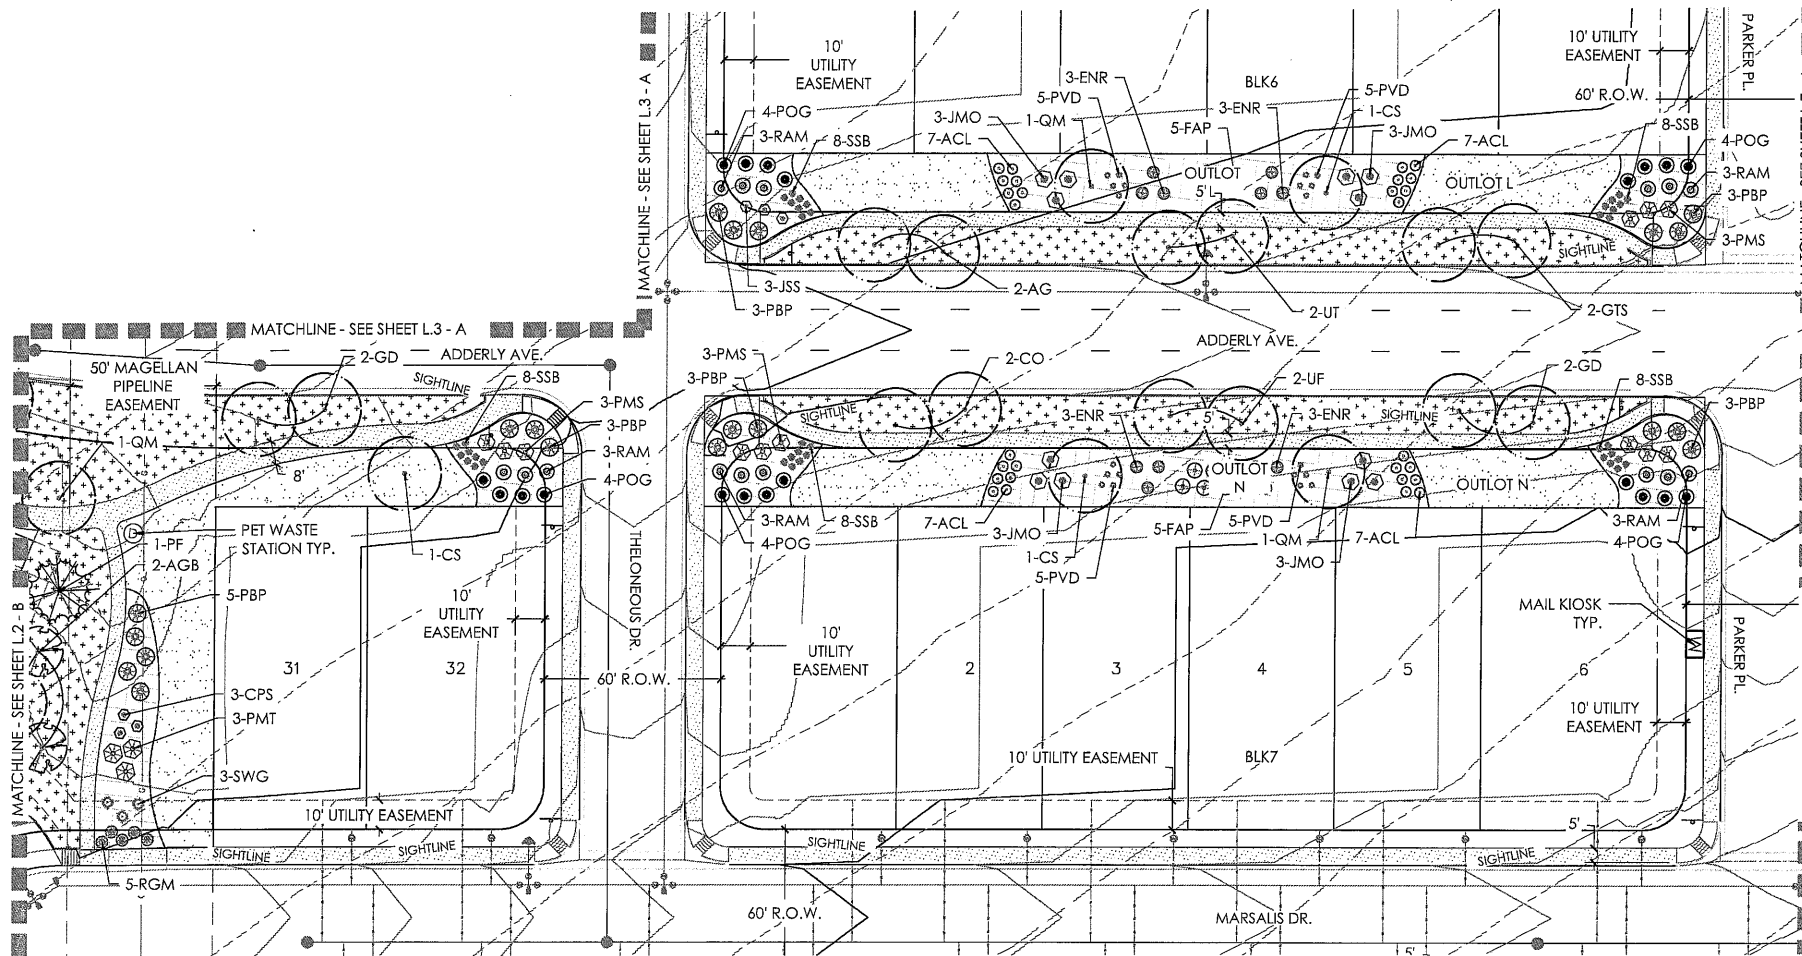 10'
UTILITY
EASEMENT
BLK6
10' UTILITY
EASEMENT
PARKER PL.
60' R.O.W.
3-ENR
5-PVD
3-JMO
1-QM
7-ACL
5-FAP
3-ENR
5-PVD
1-CS
3-JMO
7-ACL
8-SSB
4-POG
3-RAM
8-SSB
4-POG
3-RAM
3-PBP
3-PMS
OUTLOT
L
5'
OUTLOT L
SIGHTLINE
3-JSS
3-PBP
2-AG
2-UT
2-GTS
MATCHLINE - SEE SHEET L.3 - A
MATCHLINE - SEE SHEET L.3 - A
ADDERLY AVE.
ADDERLY AVE.
50' MAGELLAN
PIPELINE
EASEMENT
2-GD
SIGHTLINE
8-SSB
3-PMS
3-PBP
3-RAM
4-POG
1-QM
8'
1-CS
PET WASTE
STATION TYP.
1-PF
2-AGB
5-PBP
10'
UTILITY
EASEMENT
31
32
3-CPS
3-PMT
3-SWG
10' UTILITY EASEMENT
SIGHTLINE
SIGHTLINE
5-RGM
MATCHLINE - SEE SHEET L.2 - B
THELONEOUS DR.
60' R.O.W.
3-PMS
3-PBP
2-CO
SIGHTLINE
3-ENR
2-UF
5'
3-ENR
SIGHTLINE
2-GD
8-SSB
3-PBP
OUTLOT
N
OUTLOT N
3-RAM
4-POG
8-SSB
7-ACL
3-JMO
1-CS
5-PVD
5-FAP
5-PVD
1-QM
3-JMO
7-ACL
3-RAM
4-POG
MAIL KIOSK
TYP.
M
PARKER PL.
10'
UTILITY
EASEMENT
2
3
4
5
6
10' UTILITY
EASEMENT
10' UTILITY EASEMENT
BLK7
SIGHTLINE
SIGHTLINE
5'
60' R.O.W.
MARSALIS DR.
5'